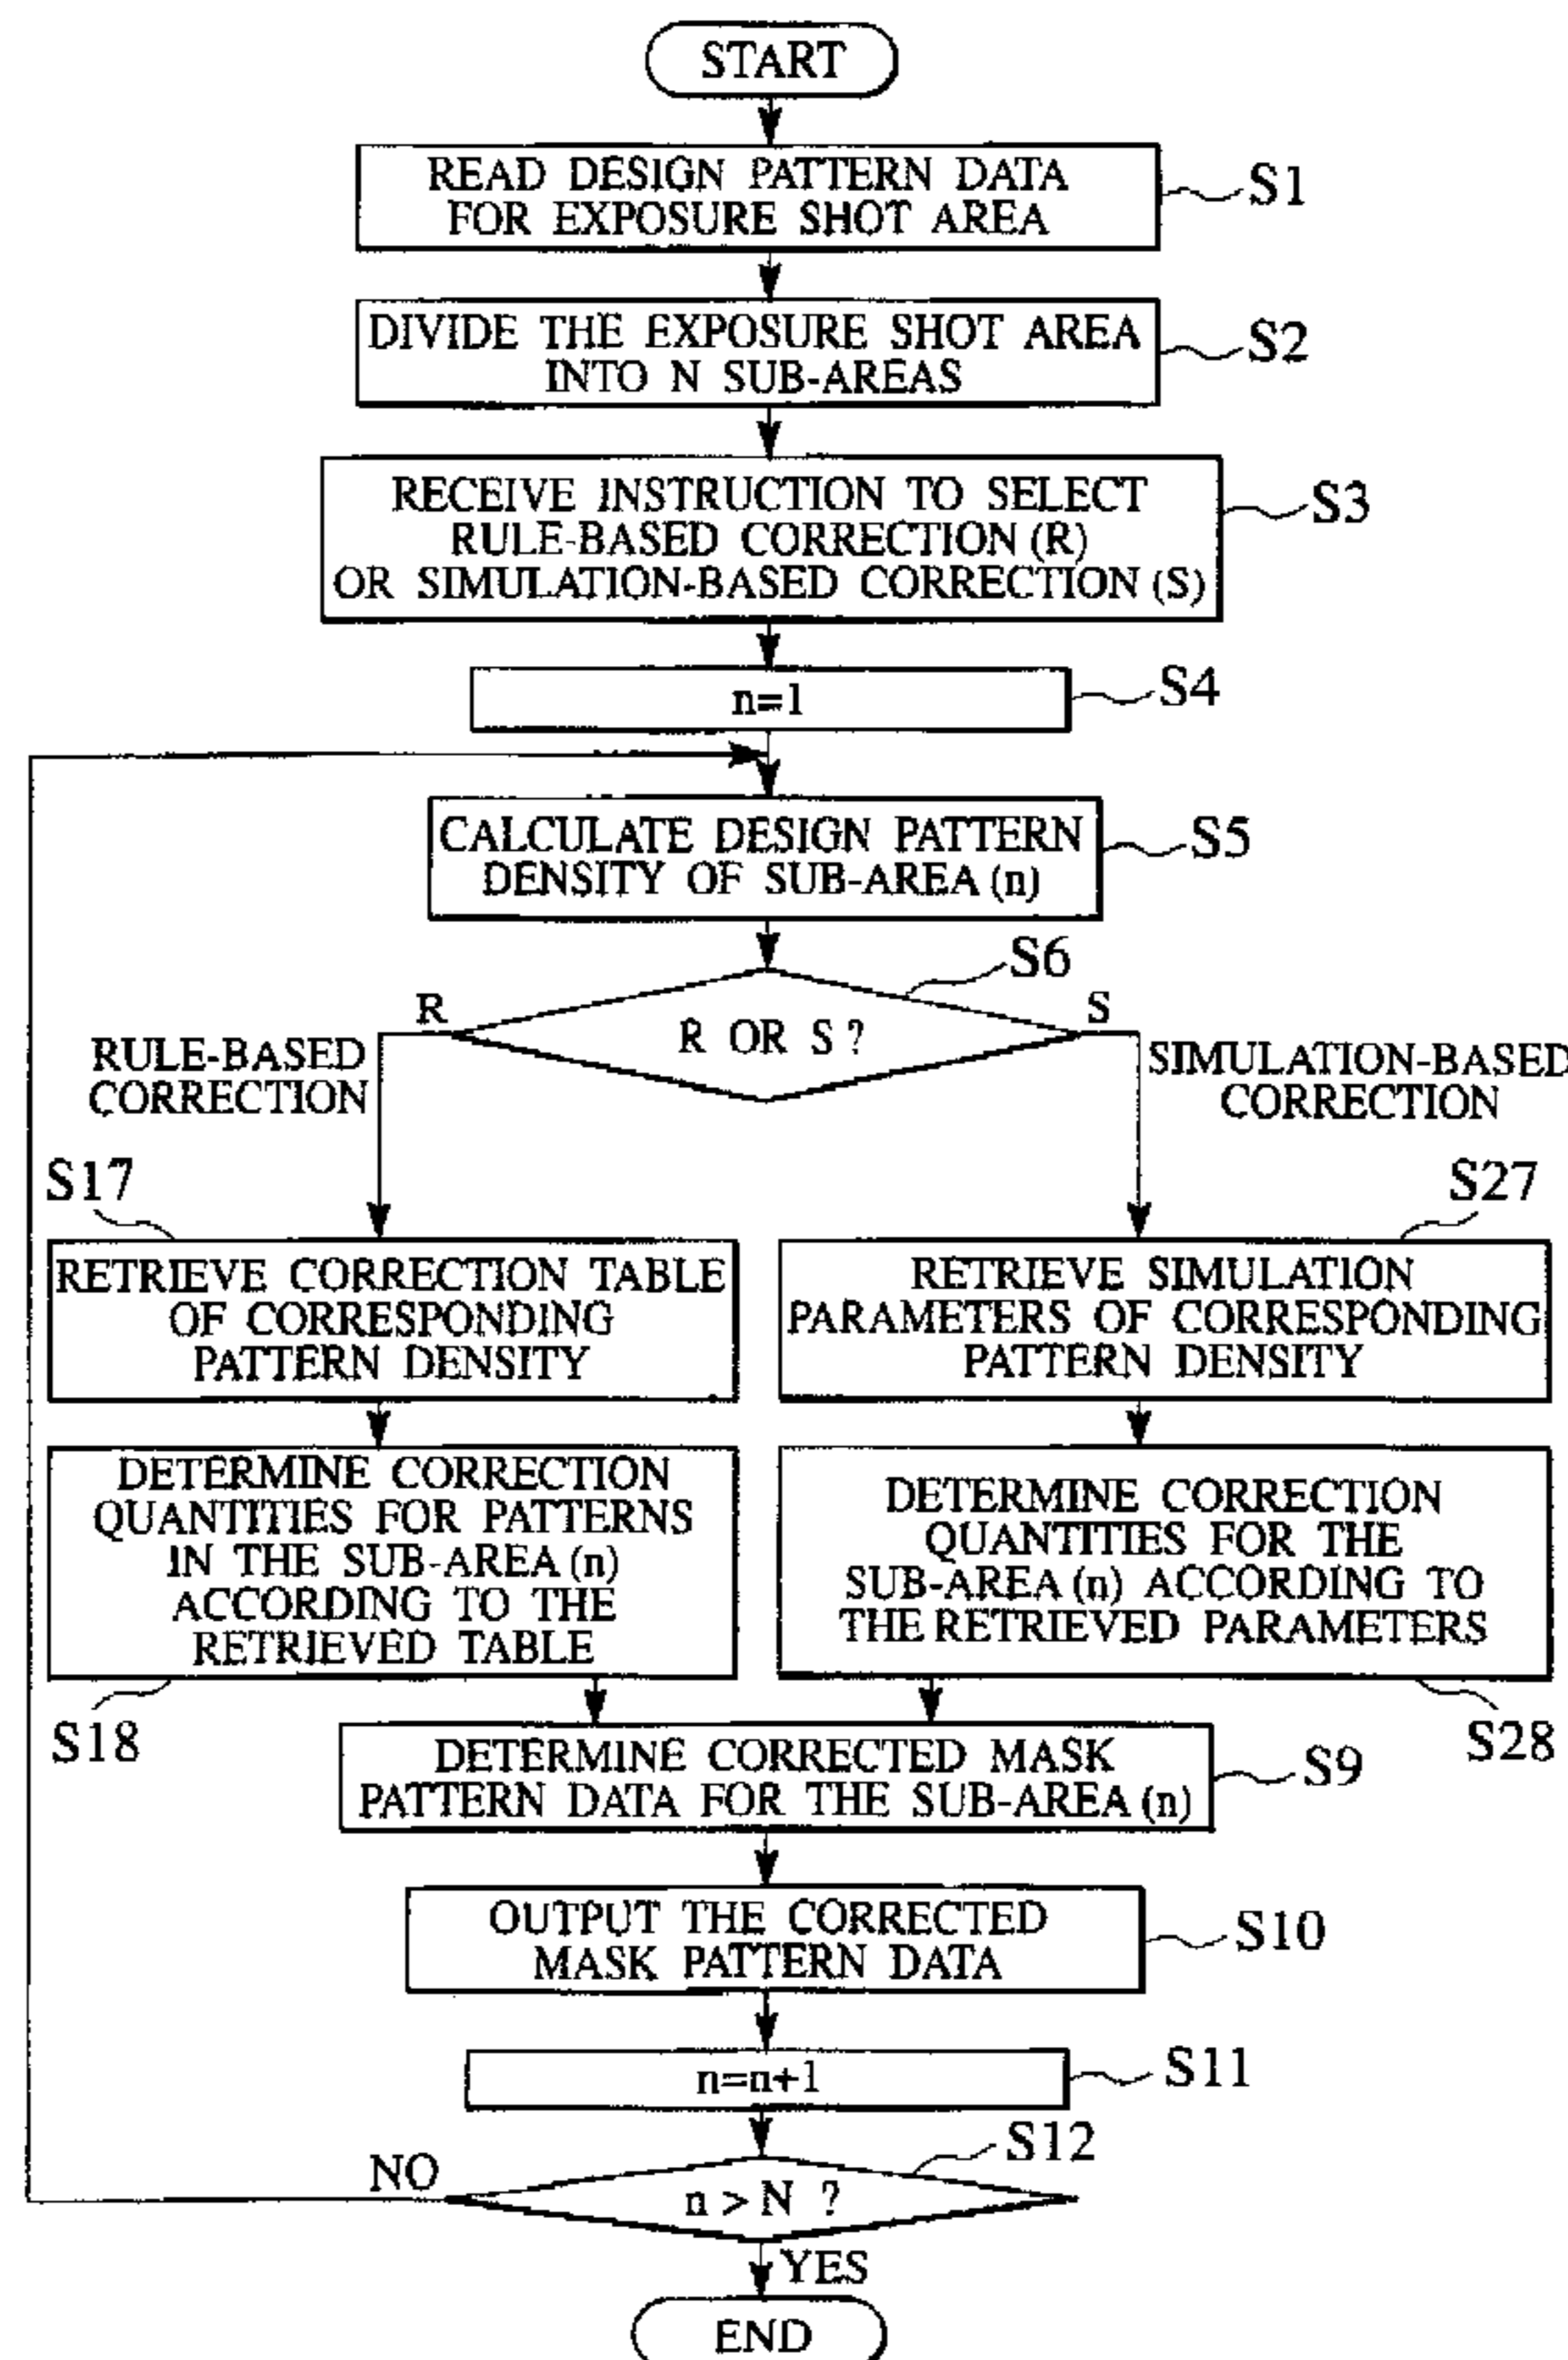 START
READ DESIGN PATTERN DATA
FOR EXPOSURE SHOT AREA
S1
DIVIDE THE EXPOSURE SHOT AREA
INTO N SUB-AREAS
S2
RECEIVE INSTRUCTION TO SELECT
RULE-BASED CORRECTION (R)
OR SIMULATION-BASED CORRECTION (S)
S3
n=1
S4
CALCULATE DESIGN PATTERN
DENSITY OF SUB-AREA (n)
S5
S6
R OR S ?
R
S
RULE-BASED
CORRECTION
SIMULATION-BASED
CORRECTION
S17
RETRIEVE CORRECTION TABLE
OF CORRESPONDING
PATTERN DENSITY
S27
RETRIEVE SIMULATION
PARAMETERS OF CORRESPONDING
PATTERN DENSITY
DETERMINE CORRECTION
QUANTITIES FOR PATTERNS
IN THE SUB-AREA (n)
ACCORDING TO THE
RETRIEVED TABLE
S18
DETERMINE CORRECTION
QUANTITIES FOR THE
SUB-AREA (n) ACCORDING TO
THE RETRIEVED PARAMETERS
S28
DETERMINE CORRECTED MASK
PATTERN DATA FOR THE SUB-AREA (n)
S9
OUTPUT THE CORRECTED
MASK PATTERN DATA
S10
n=n+1
S11
S12
n > N ?
NO
YES
END